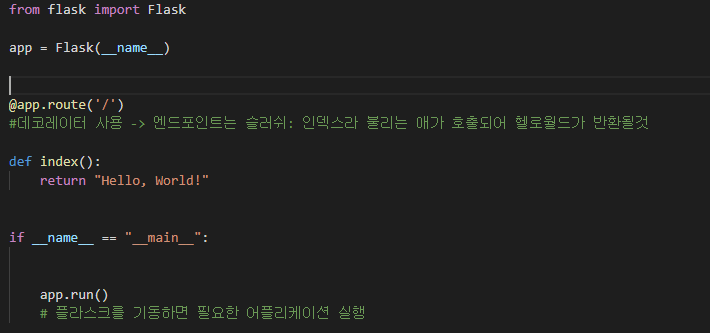 from flask import Flask
app = Flask(__name__)
@app.route('/')
#데코레이터 사용 -> 엔드포인트는 슬러쉬: 인덱스라 불리는 애가 호출되어 헬로월드가 반환될것
def index():
    return "Hello, World!"
if __name__ == "__main__":
    app.run()
    # 플라스크를 기동하면 필요한 어플리케이션 실행